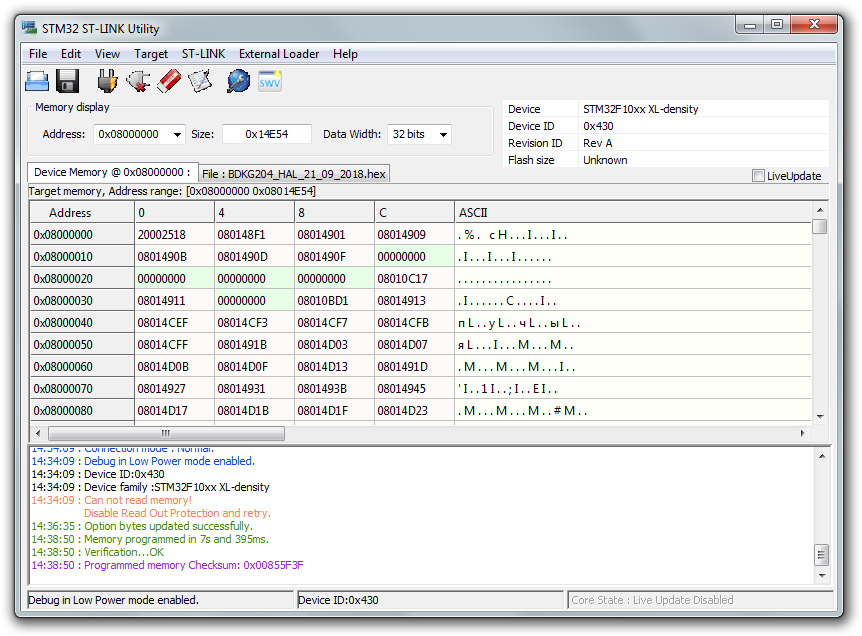 STM32 ST-LINK Utility
File Edit View Target ST-LINK External Loader Help
SWV
Memory display
Address: 0x08000000 Size: 0x14E54 Data Width: 32 bits
Device STM32F10xx XL-density
Device ID 0x430
Revision ID Rev A
Flash size Unknown
LiveUpdate
Device Memory @ 0x08000000 : File : BDKG204_HAL_21_09_2018.hex
Target memory, Address range: [0x08000000 0x08014E54]
Address 0 4 8 C ASCII
0x08000000 20002518 080148F1 08014901 08014909 .%. cH...I...I..
0x08000010 0801490B 0801490D 0801490F 00000000 .I...I...I......
0x08000020 00000000 00000000 00000000 08010C17 ................
0x08000030 08014911 00000000 08010BD1 08014913 .I......С....I..
0x08000040 08014CEF 08014CF3 08014CF7 08014CFB пL..уL..чL..ыL..
0x08000050 08014CFF 0801491B 08014D03 08014D07 яL...I...M...M..
0x08000060 08014D0B 08014D0F 08014D13 0801491D .M...M...M...I..
0x08000070 08014927 08014931 0801493B 08014945 'I..1I..;I..EI..
0x08000080 08014D17 08014D1B 08014D1F 08014D23 .M...M...M..#M..
14:34:09 : Connection mode : Normal.
14:34:09 : Debug in Low Power mode enabled.
14:34:09 : Device ID:0x430
14:34:09 : Device family :STM32F10xx XL-density
14:34:09 : Can not read memory!
Disable Read Out Protection and retry.
14:36:35 : Option bytes updated successfully.
14:38:50 : Memory programmed in 7s and 395ms.
14:38:50 : Verification...OK
14:38:50 : Programmed memory Checksum: 0x00855F3F
Debug in Low Power mode enabled. Device ID:0x430 Core State : Live Update Disabled